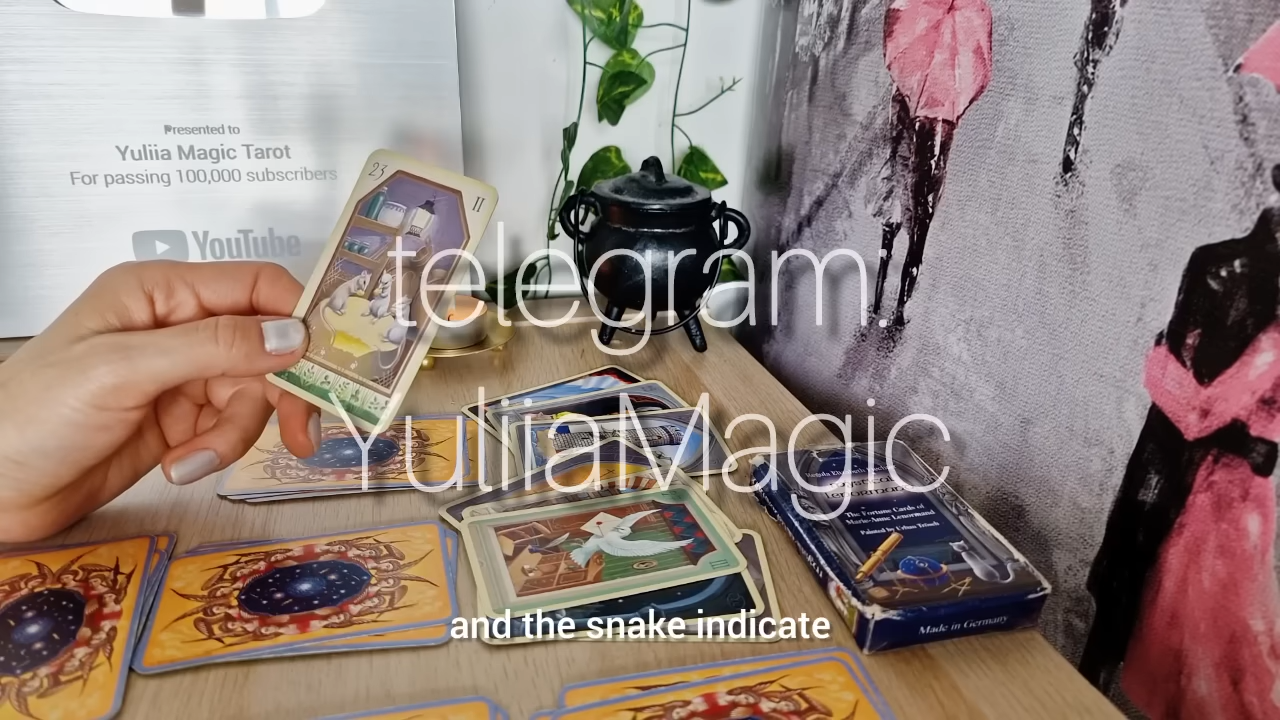 Presented to
Yuliia Magic Tarot
For passing 100,000 subscribers
YouTube
23
II
telegram:
YuliiaMagic
The Fortune Cards of
Marie-Anne Lenormand
Painted by Urban Trösch
Made in Germany
and the snake indicate